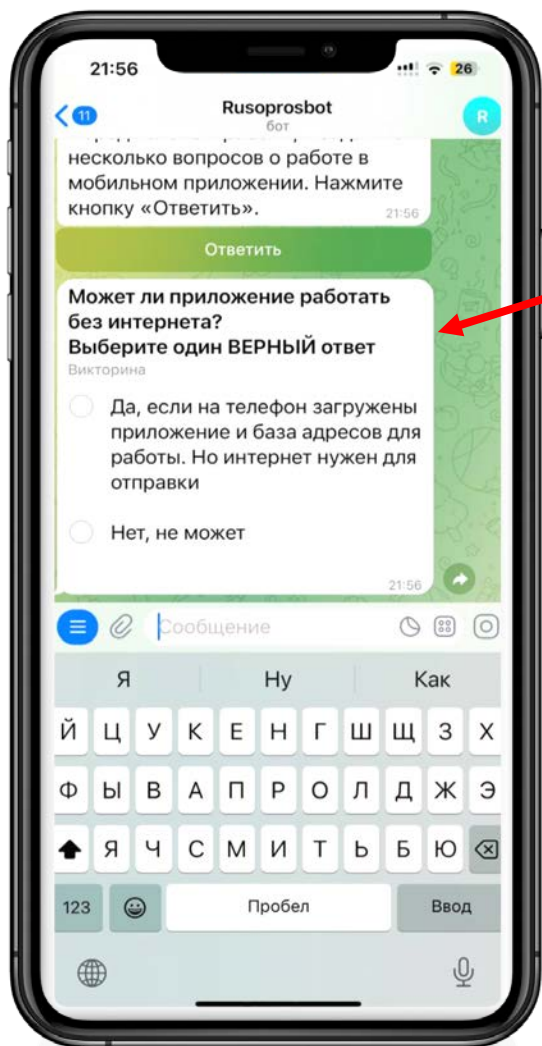 21:56
26
11
Rusoprosbot
бот
R
несколько вопросов о работе в
мобильном приложении. Нажмите
кнопку «Ответить».
21:56
Ответить
Может ли приложение работать
без интернета?
Выберите один ВЕРНЫЙ ответ
Викторина
Да, если на телефон загружены
приложение и база адресов для
работы. Но интернет нужен для
отправки
Нет, не может
21:56
Сообщение
Я Ну Как
Й Ц У К Е Н Г Ш Щ З Х
Ф Ы В А П Р О Л Д Ж Э
Я Ч С М И Т Ь Б Ю
123 Пробел Ввод